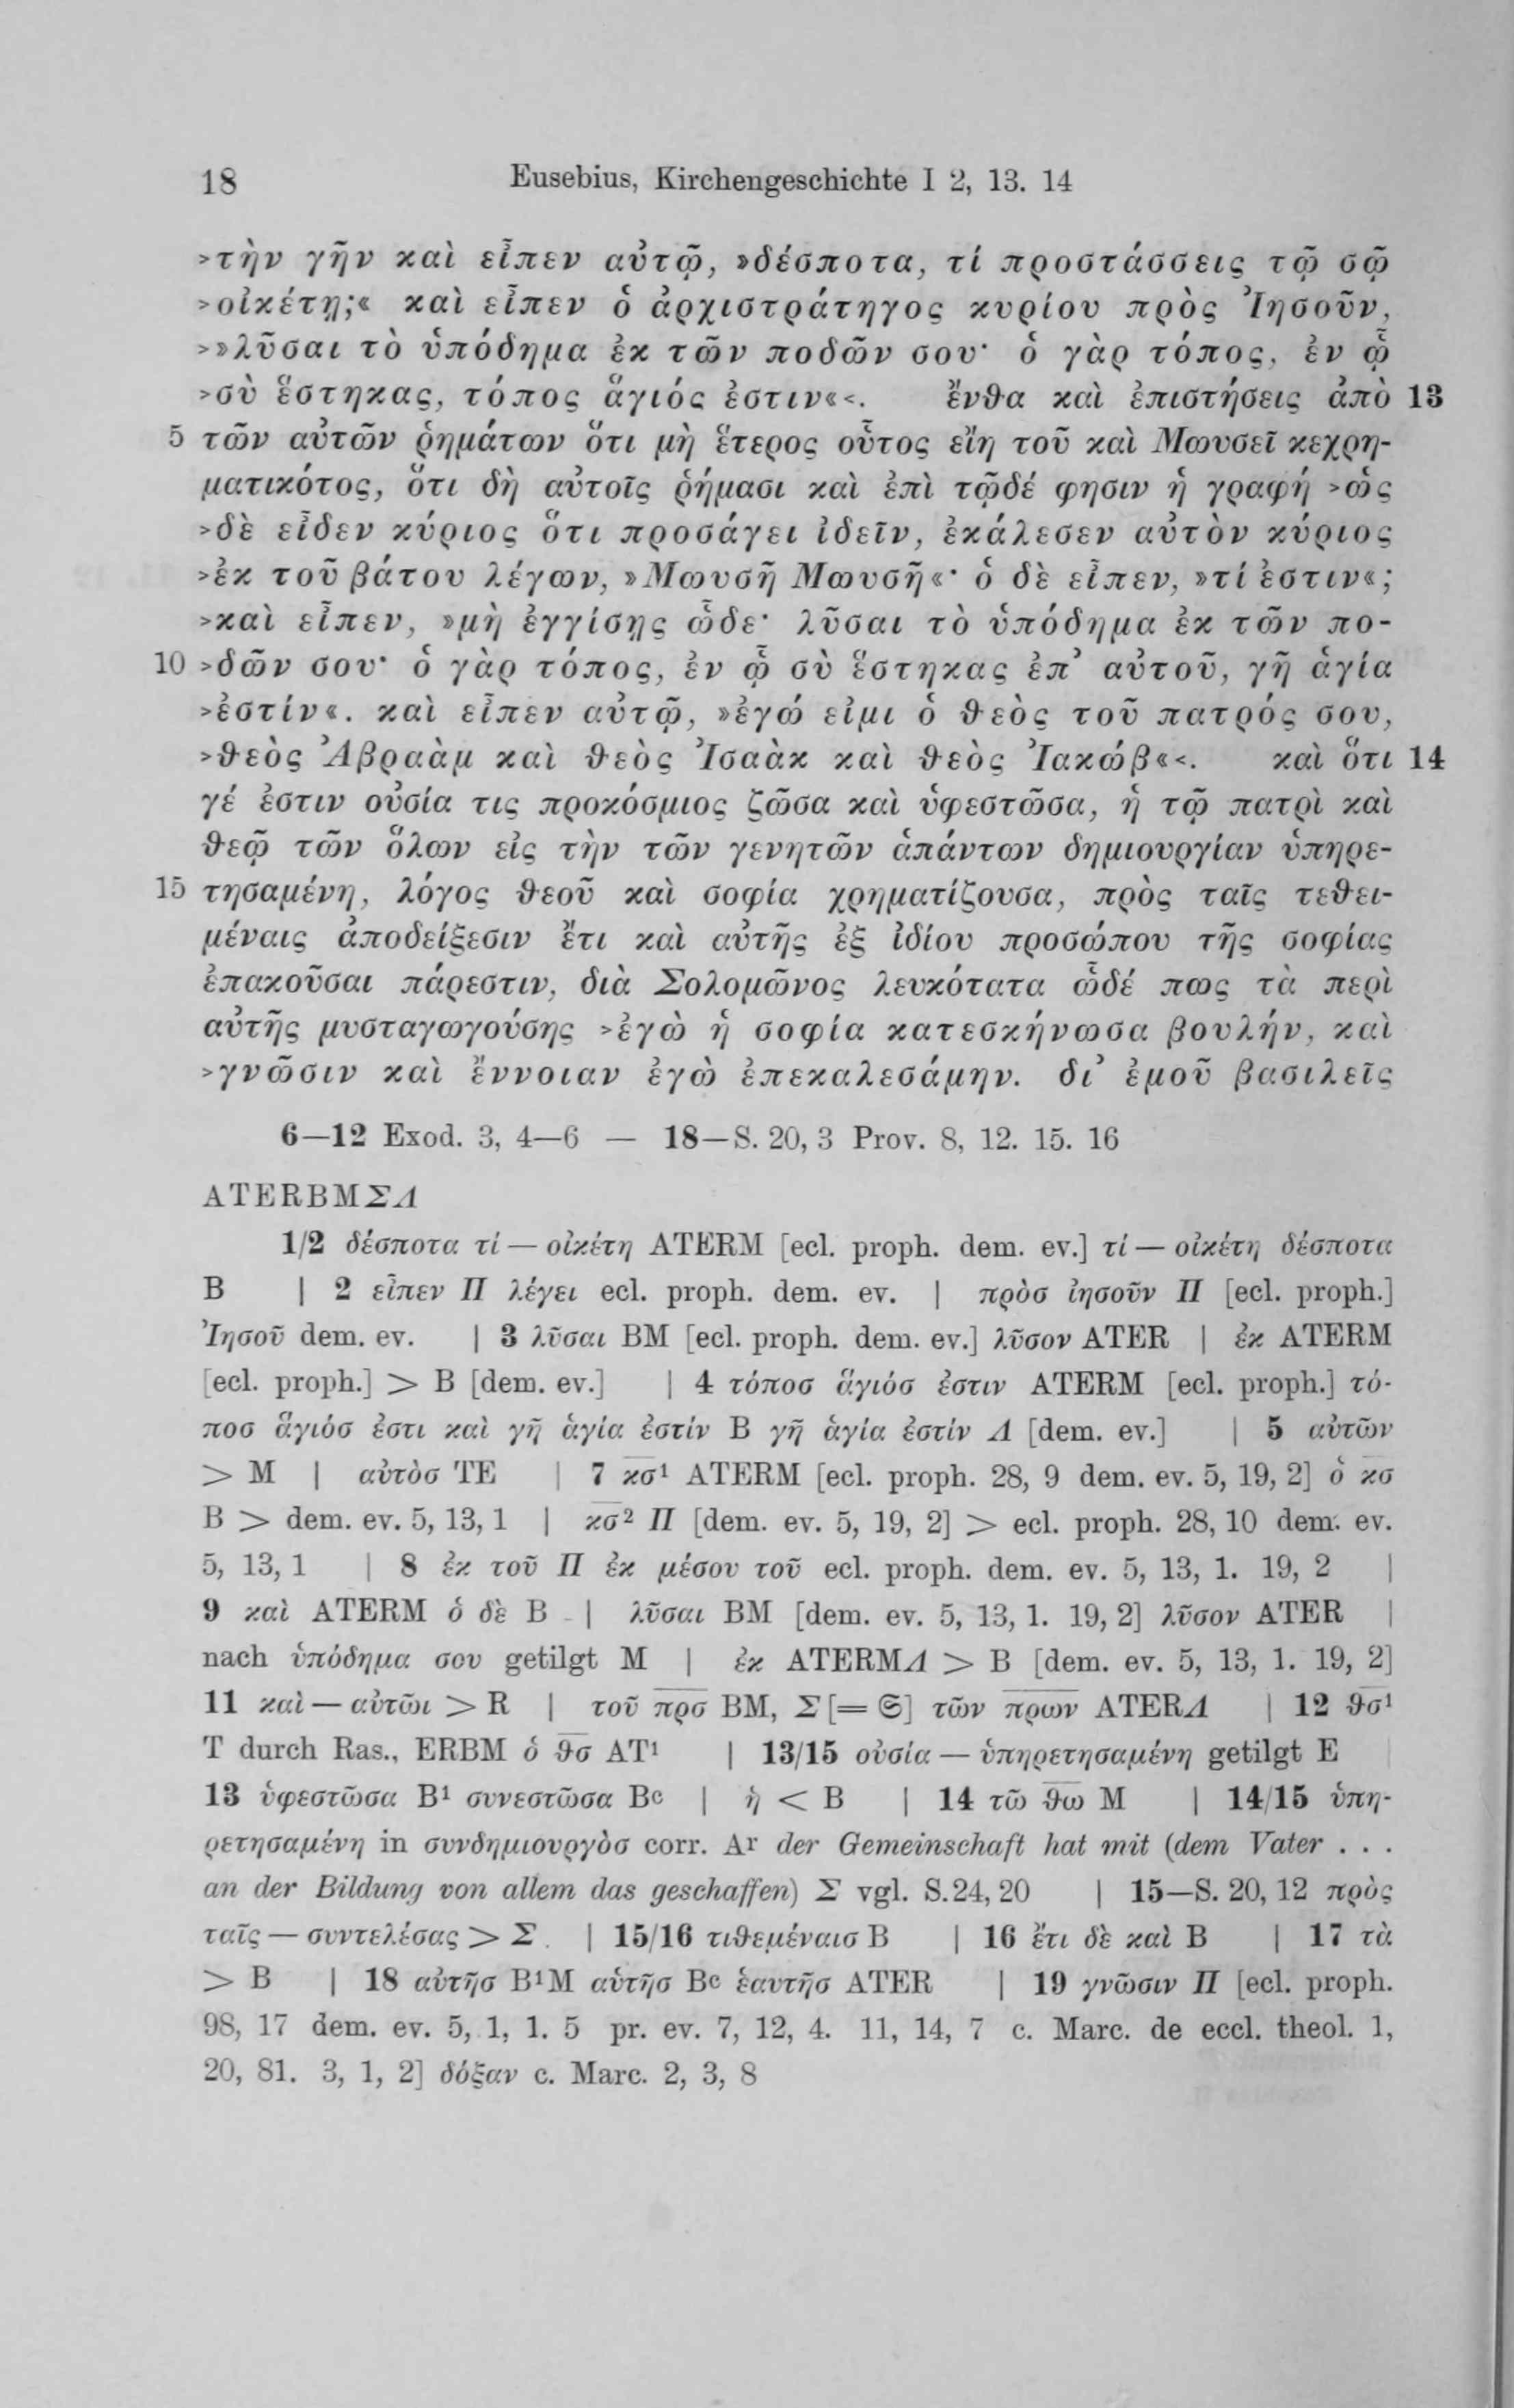 18 Eusebius, Kirchengeschichte I 2, 13. 14
>τὴν γῆν καὶ εἶπεν αὐτῷ, »δέσποτα, τί προστάσσεις τῷ σῷ
>οἰκέτῃ;« καὶ εἶπεν ὁ ἀρχιστράτηγος κυρίου πρὸς Ἰησοῦν,
>»λῦσαι τὸ ὑπόδημα ἐκ τῶν ποδῶν σου· ὁ γὰρ τόπος, ἐν ᾧ
>σὺ ἕστηκας, τόπος ἅγιός ἐστιν«<. ἔνθα καὶ ἐπιστήσεις ἀπὸ 13
5 τῶν αὐτῶν ῥημάτων ὅτι μὴ ἕτερος οὗτος εἴη τοῦ καὶ Μωυσεῖ κεχρη-
ματικότος, ὅτι δὴ αὐτοῖς ῥήμασι καὶ ἐπὶ τῷδέ φησιν ἡ γραφή >ὡς
>δὲ εἶδεν κύριος ὅτι προσάγει ἰδεῖν, ἐκάλεσεν αὐτὸν κύριος
>ἐκ τοῦ βάτου λέγων, »Μωυσῆ Μωυσῆ«· ὁ δὲ εἶπεν, »τί ἐστιν«;
>καὶ εἶπεν, »μὴ ἐγγίσῃς ὧδε· λῦσαι τὸ ὑπόδημα ἐκ τῶν πο-
10 >δῶν σου· ὁ γὰρ τόπος, ἐν ᾧ σὺ ἕστηκας ἐπ’ αὐτοῦ, γῆ ἁγία
>ἐστίν«. καὶ εἶπεν αὐτῷ, »ἐγώ εἰμι ὁ θεὸς τοῦ πατρός σου,
>θεὸς Ἀβραὰμ καὶ θεὸς Ἰσαὰκ καὶ θεὸς Ἰακώβ«<. καὶ ὅτι 14
γέ ἐστιν οὐσία τις προκόσμιος ζῶσα καὶ ὑφεστῶσα, ἡ τῷ πατρὶ καὶ
θεῷ τῶν ὅλων εἰς τὴν τῶν γενητῶν ἁπάντων δημιουργίαν ὑπηρε-
15 τησαμένη, λόγος θεοῦ καὶ σοφία χρηματίζουσα, πρὸς ταῖς τεθει-
μέναις ἀποδείξεσιν ἔτι καὶ αὐτῆς ἐξ ἰδίου προσώπου τῆς σοφίας
ἐπακοῦσαι πάρεστιν, διὰ Σολομῶνος λευκότατα ὧδέ πως τὰ περὶ
αὐτῆς μυσταγωγούσης >ἐγὼ ἡ σοφία κατεσκήνωσα βουλήν, καὶ
>γνῶσιν καὶ ἔννοιαν ἐγὼ ἐπεκαλεσάμην. δι’ ἐμοῦ βασιλεῖς
6—12 Exod. 3, 4—6 — 18—S. 20, 3 Prov. 8, 12. 15. 16
ATERBMΣΛ
1/2 δέσποτα τί — οἰκέτη ATERM [ecl. proph. dem. ev.] τί — οἰκέτη δέσποτα
B | 2 εἶπεν Π λέγει ecl. proph. dem. ev. | πρὸσ ἰησοῦν Π [ecl. proph.]
Ἰησοῦ dem. ev. | 3 λῦσαι BM [ecl. proph. dem. ev.] λῦσον ATER | ἐκ ATERM
[ecl. proph.] > B [dem. ev.] | 4 τόποσ ἅγιόσ ἐστιν ATERM [ecl. proph.] τό-
ποσ ἅγιόσ ἐστι καὶ γῆ ἁγία ἐστίν B γῆ ἁγία ἐστίν Λ [dem. ev.] | 5 αὐτῶν
> M | αὐτὸσ TE | 7 κ̅σ̅¹ ATERM [ecl. proph. 28, 9 dem. ev. 5, 19, 2] ὁ κ̅σ̅
B > dem. ev. 5, 13, 1 | κ̅σ̅² Π [dem. ev. 5, 19, 2] > ecl. proph. 28, 10 dem. ev.
5, 13, 1 | 8 ἐκ τοῦ Π ἐκ μέσου τοῦ ecl. proph. dem. ev. 5, 13, 1. 19, 2 |
9 καὶ ATERM ὁ δὲ B | λῦσαι BM [dem. ev. 5, 13, 1. 19, 2] λῦσον ATER |
nach ὑπόδημα σου getilgt M | ἐκ ATERMΛ > B [dem. ev. 5, 13, 1. 19, 2]
11 καὶ — αὐτῶι > R | τοῦ π̅ρ̅σ̅ BM, Σ [= 𝔖] τῶν π̅ρ̅ω̅ν̅ ATERΛ | 12 θ̅σ̅¹
T durch Ras., ERBM ὁ θ̅σ̅ AT¹ | 13/15 οὐσία — ὑπηρετησαμένη getilgt E
13 ὑφεστῶσα B¹ συνεστῶσα Bᶜ | ἡ < B | 14 τῶ θ̅ω̅ M | 14/15 ὑπη-
ρετησαμένη in συνδημιουργὸσ corr. Aʳ der Gemeinschaft hat mit (dem Vater . . .
an der Bildung von allem das geschaffen) Σ vgl. S. 24, 20 | 15—S. 20, 12 πρὸς
ταῖς — συντελέσας > Σ | 15/16 τιθεμέναισ B | 16 ἔτι δὲ καὶ B | 17 τὰ
> B | 18 αὐτῆσ B¹M αὑτῆσ Bᶜ ἑαυτῆσ ATER | 19 γνῶσιν Π [ecl. proph.
98, 17 dem. ev. 5, 1, 1. 5 pr. ev. 7, 12, 4. 11, 14, 7 c. Marc. de eccl. theol. 1,
20, 81. 3, 1, 2] δόξαν c. Marc. 2, 3, 8